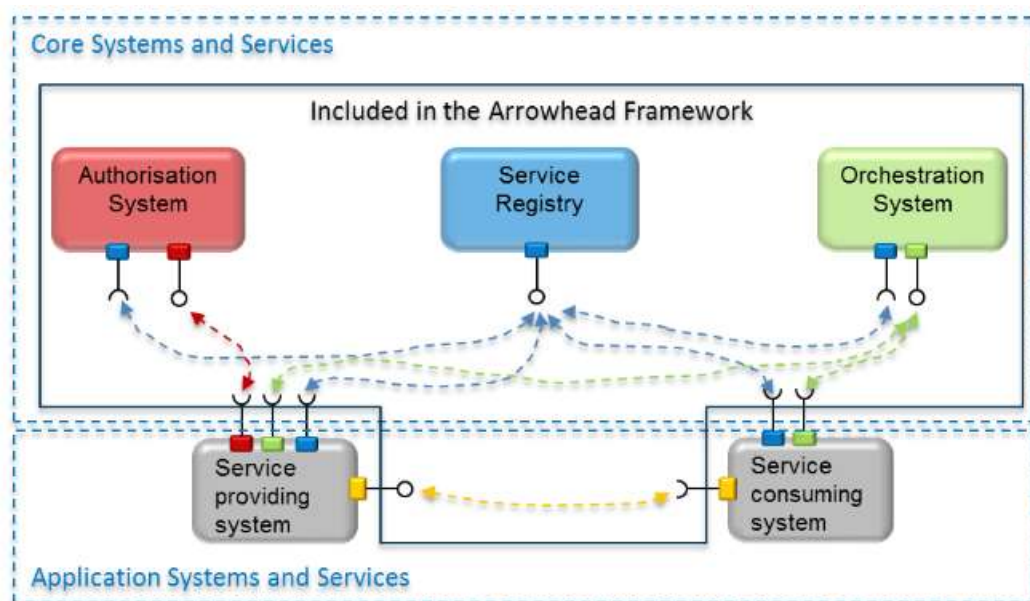 Core Systems and Services
Included in the Arrowhead Framework
Authorisation
System
Service
Registry
Orchestration
System
Service
providing
system
Service
consuming
system
Application Systems and Services